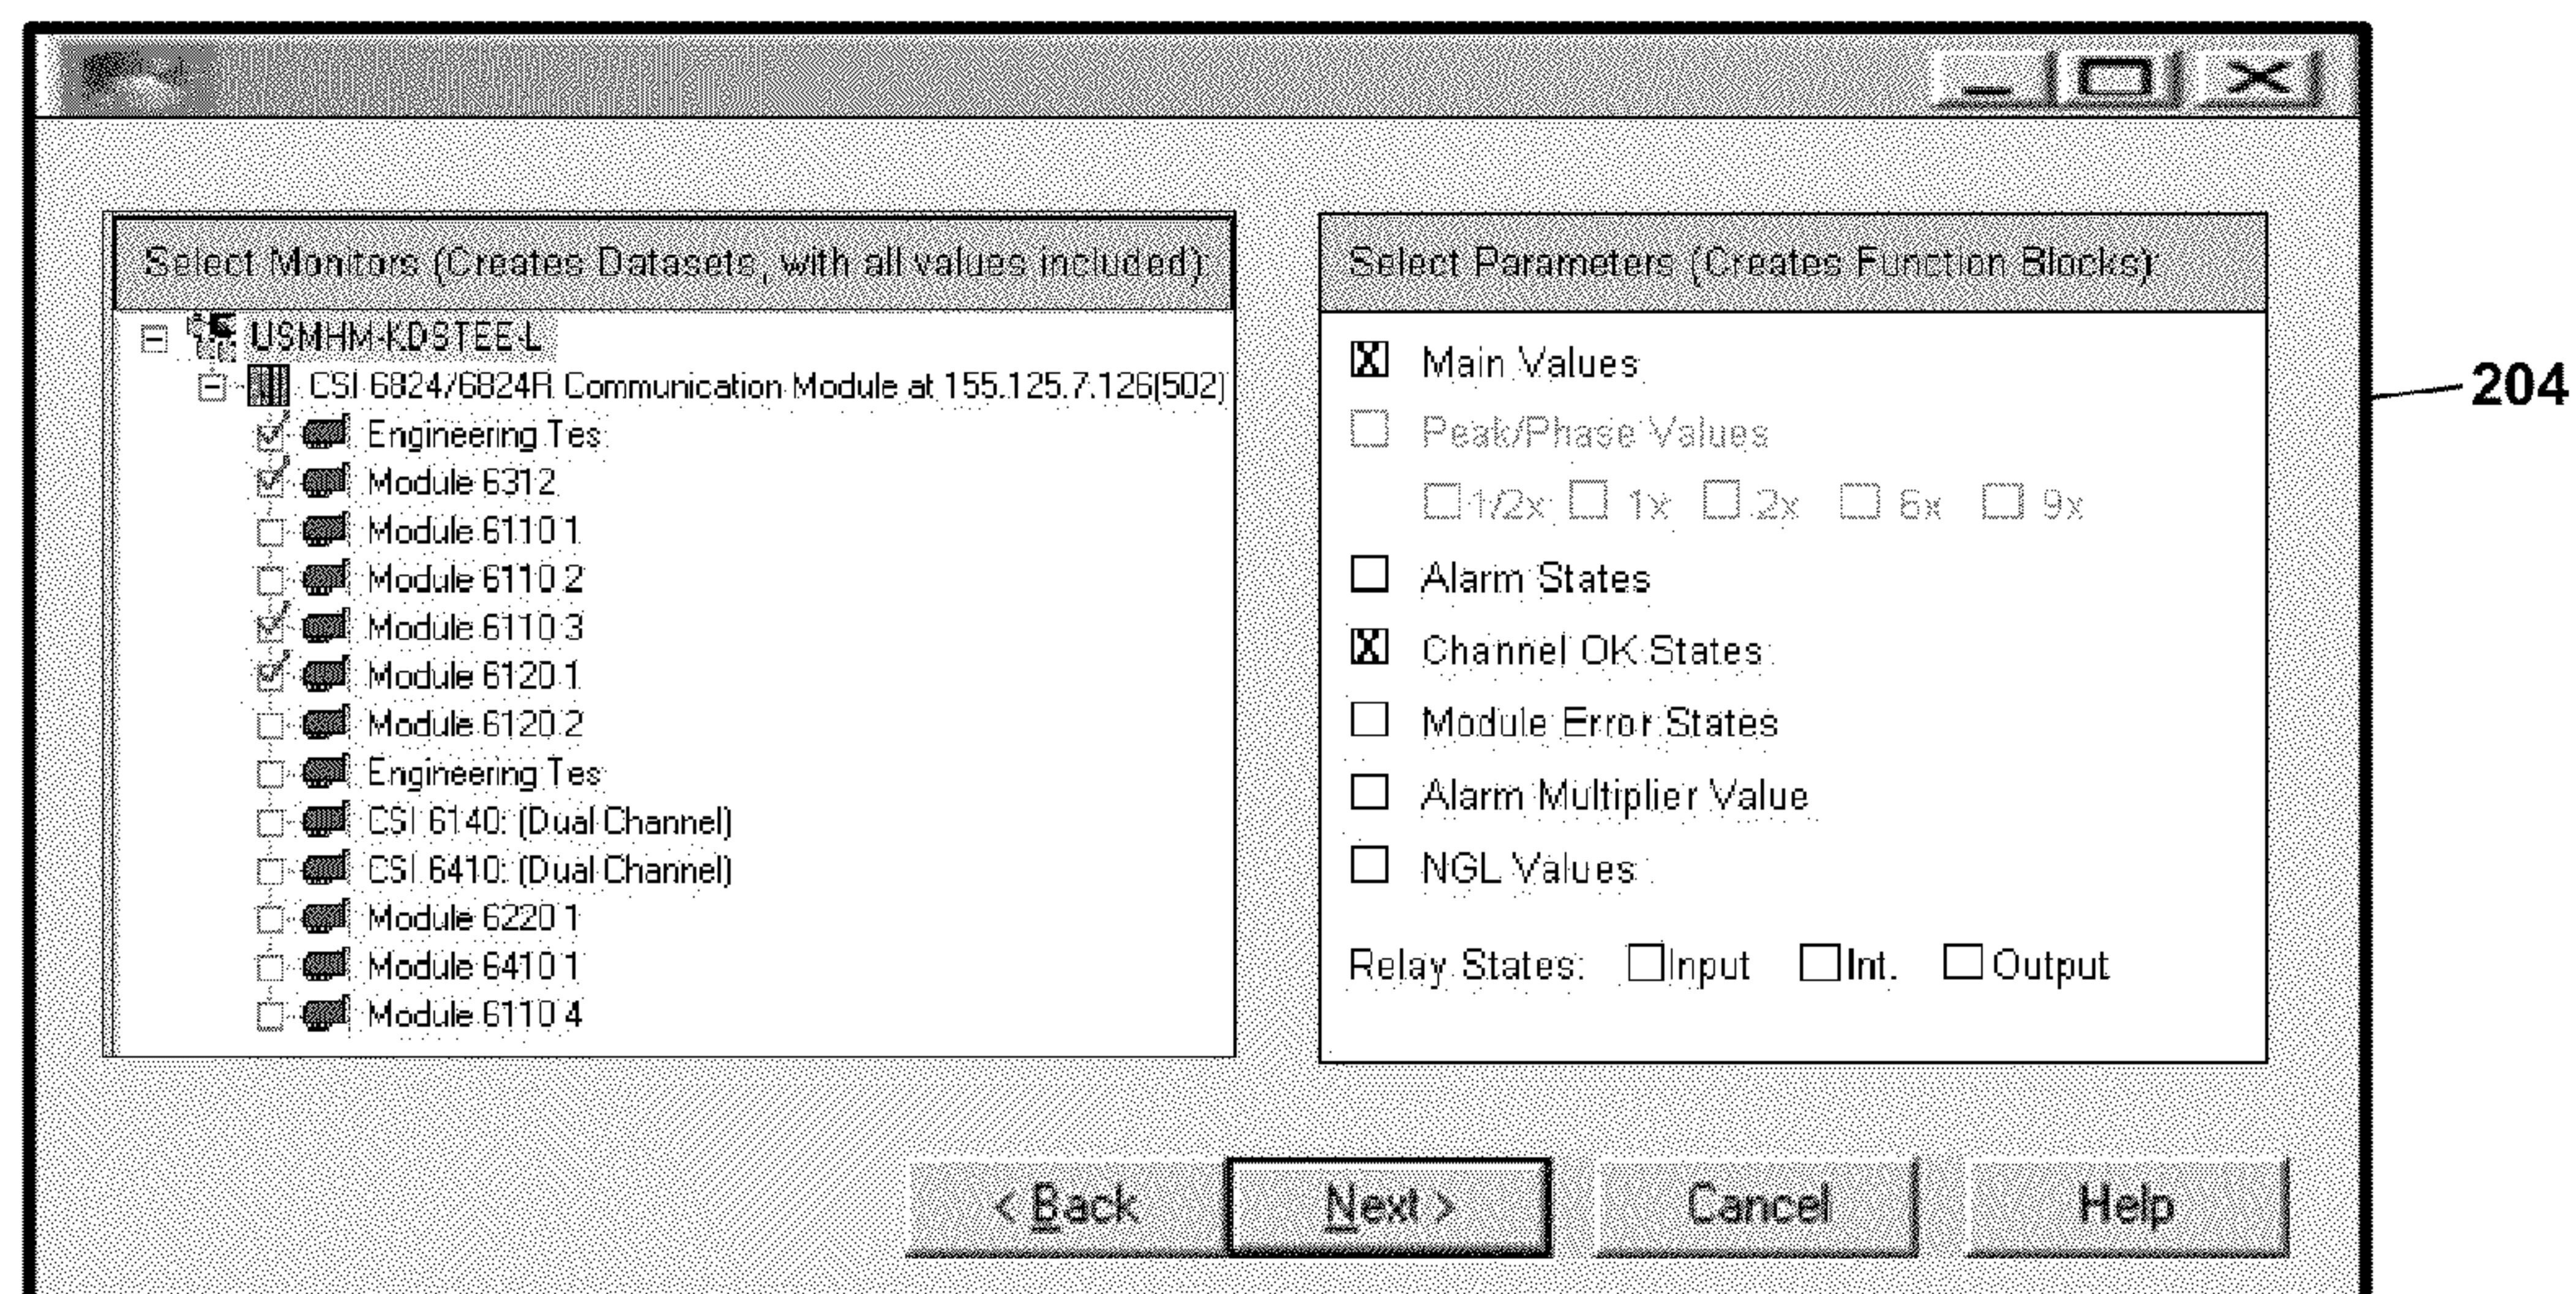 Select Monitors (Creates Datasets, with all values included):
USMHM-KDSTEE-L
CSI 6824/6824R Communication Module at 155.125.7.126(502)
Engineering Tes
Module 6312
Module 6110 1
Module 6110 2
Module 6110 3
Module 6120 1
Module 6120 2
Engineering Tes
CSI 6140: (Dual Channel)
CSI 6410: (Dual Channel)
Module 6220 1
Module 6410 1
Module 6110 4
Select Parameters (Creates Function Blocks):
Main Values
Peak/Phase Values
1/2x 1x 2x 6x 9x
Alarm States
Channel OK States
Module Error States
Alarm Multiplier Value
NGL Values
Relay States: Input Int. Output
< Back Next > Cancel Help
204